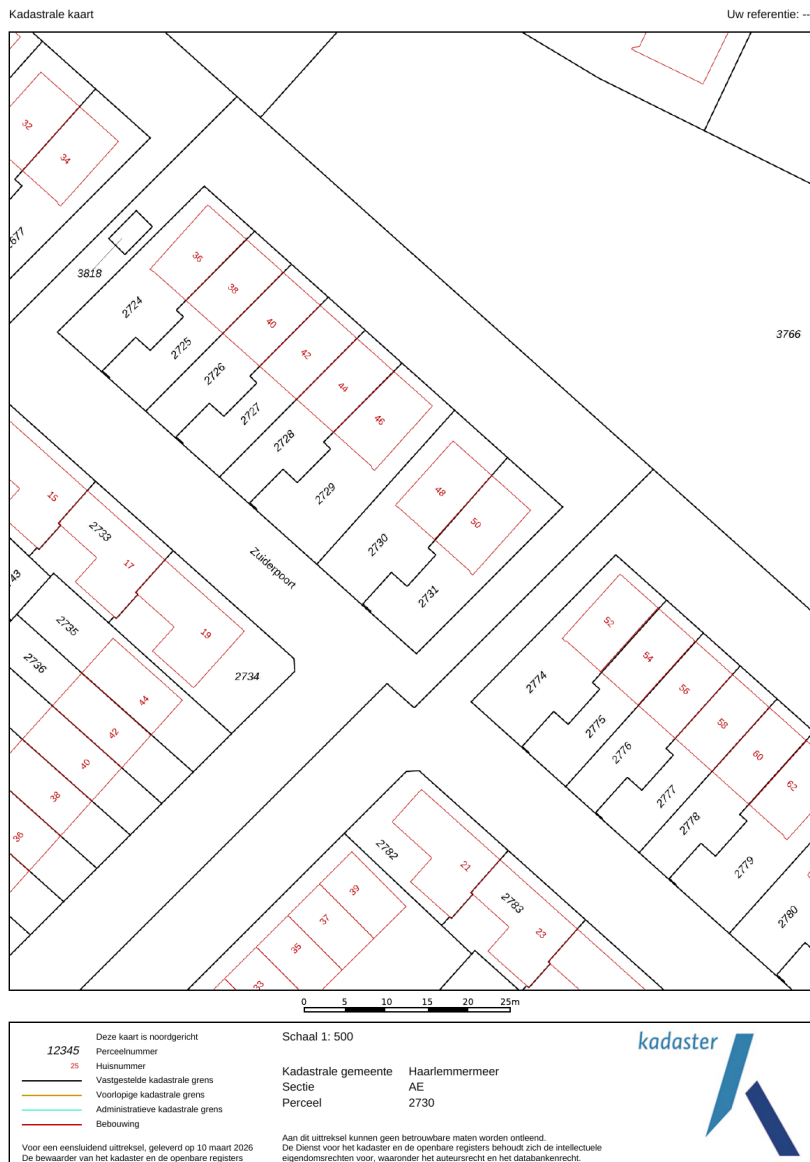 Kadastrale kaart
Uw referentie: --
32
34
3818
36
38
40
42
44
46
2724
2725
2726
2727
2728
2729
3766
48
50
2730
2731
15
2733
17
19
2734
Zuiderpoort
2735
2736
44
42
40
38
36
52
54
56
58
60
62
2774
2775
2776
2777
2778
2779
2780
2782
21
2783
23
39
37
35
33
0 5 10 15 20 25m
Deze kaart is noordgericht
12345 Perceelnummer
25 Huisnummer
Vastgestelde kadastrale grens
Voorlopige kadastrale grens
Administratieve kadastrale grens
Bebouwing
Voor een eensluidend uittreksel, geleverd op 10 maart 2026
De bewaarder van het kadaster en de openbare registers
Schaal 1: 500
Kadastrale gemeente Haarlemmermeer
Sectie AE
Perceel 2730
Aan dit uittreksel kunnen geen betrouwbare maten worden ontleend.
De Dienst voor het kadaster en de openbare registers behoudt zich de intellectuele
eigendomsrechten voor, waaronder het auteursrecht en het databankenrecht.
kadaster